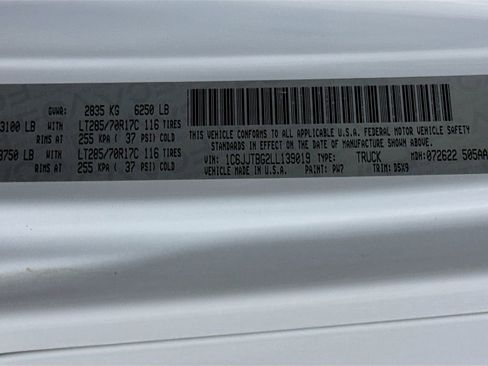 GVWR: 2835 KG 6250 LB
3100 LB WITH LT285/70R17C 116 TIRES
RIMS AT 255 KPA ( 37 PSI) COLD
3750 LB WITH LT285/70R17C 116 TIRES
RIMS AT 255 KPA ( 37 PSI) COLD
THIS VEHICLE CONFORMS TO ALL APPLICABLE U.S.A. FEDERAL MOTOR VEHICLE SAFETY
STANDARDS IN EFFECT ON THE DATE OF MANUFACTURE SHOWN ABOVE.
VIN: 1C6JJTBG2LL139019 TYPE: TRUCK MDH: 072622 505AA
VEHICLE MADE IN U.S.A. PAINT: PW7 TRIM: D5X9